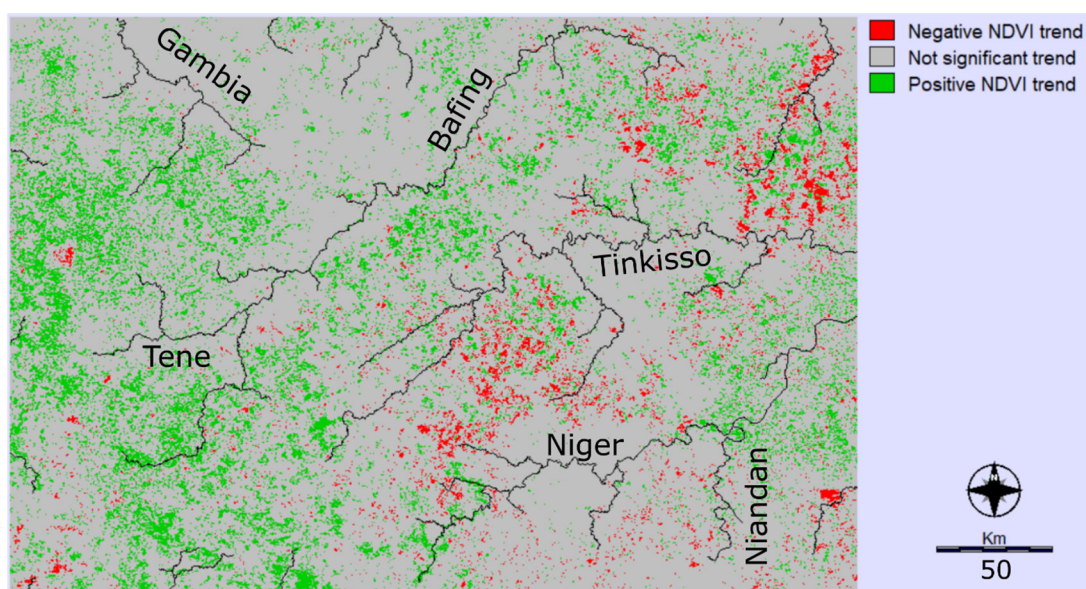 Negative NDVI trend
Not significant trend
Positive NDVI trend
Gambia
Bafing
Tinkisso
Tene
Niger
Niandan
Km
50